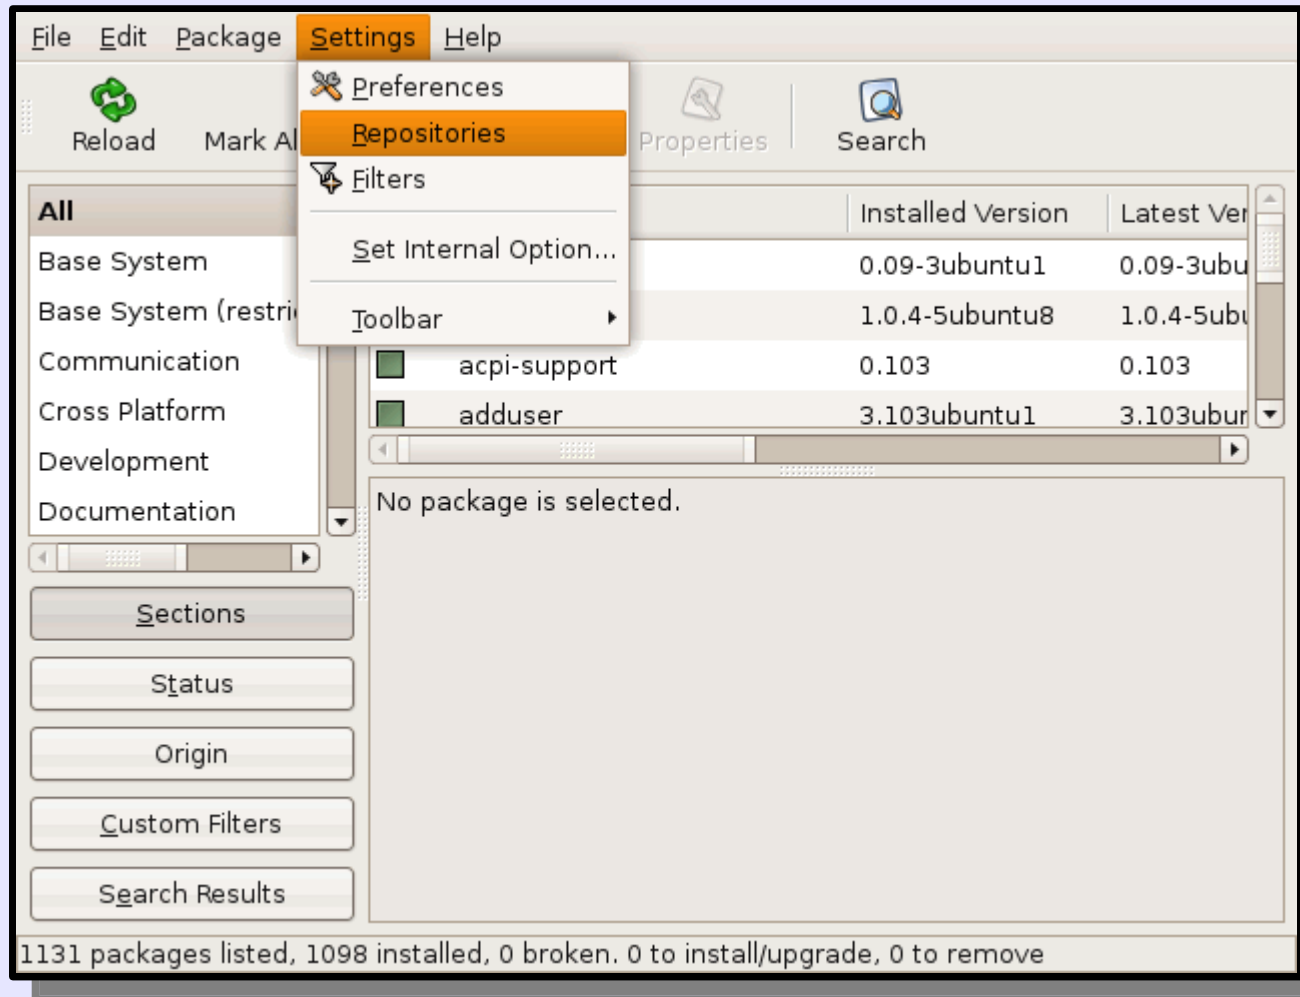 File Edit Package Settings Help
Preferences
Repositories
Filters
Set Internal Option...
Toolbar
Reload Mark Al Properties Search
All
Base System
Base System (restri
Communication
Cross Platform
Development
Documentation
Installed Version Latest Ver
0.09-3ubuntu1 0.09-3ubu
1.0.4-5ubuntu8 1.0.4-5ubu
acpi-support 0.103 0.103
adduser 3.103ubuntu1 3.103ubur
No package is selected.
Sections
Status
Origin
Custom Filters
Search Results
1131 packages listed, 1098 installed, 0 broken. 0 to install/upgrade, 0 to remove